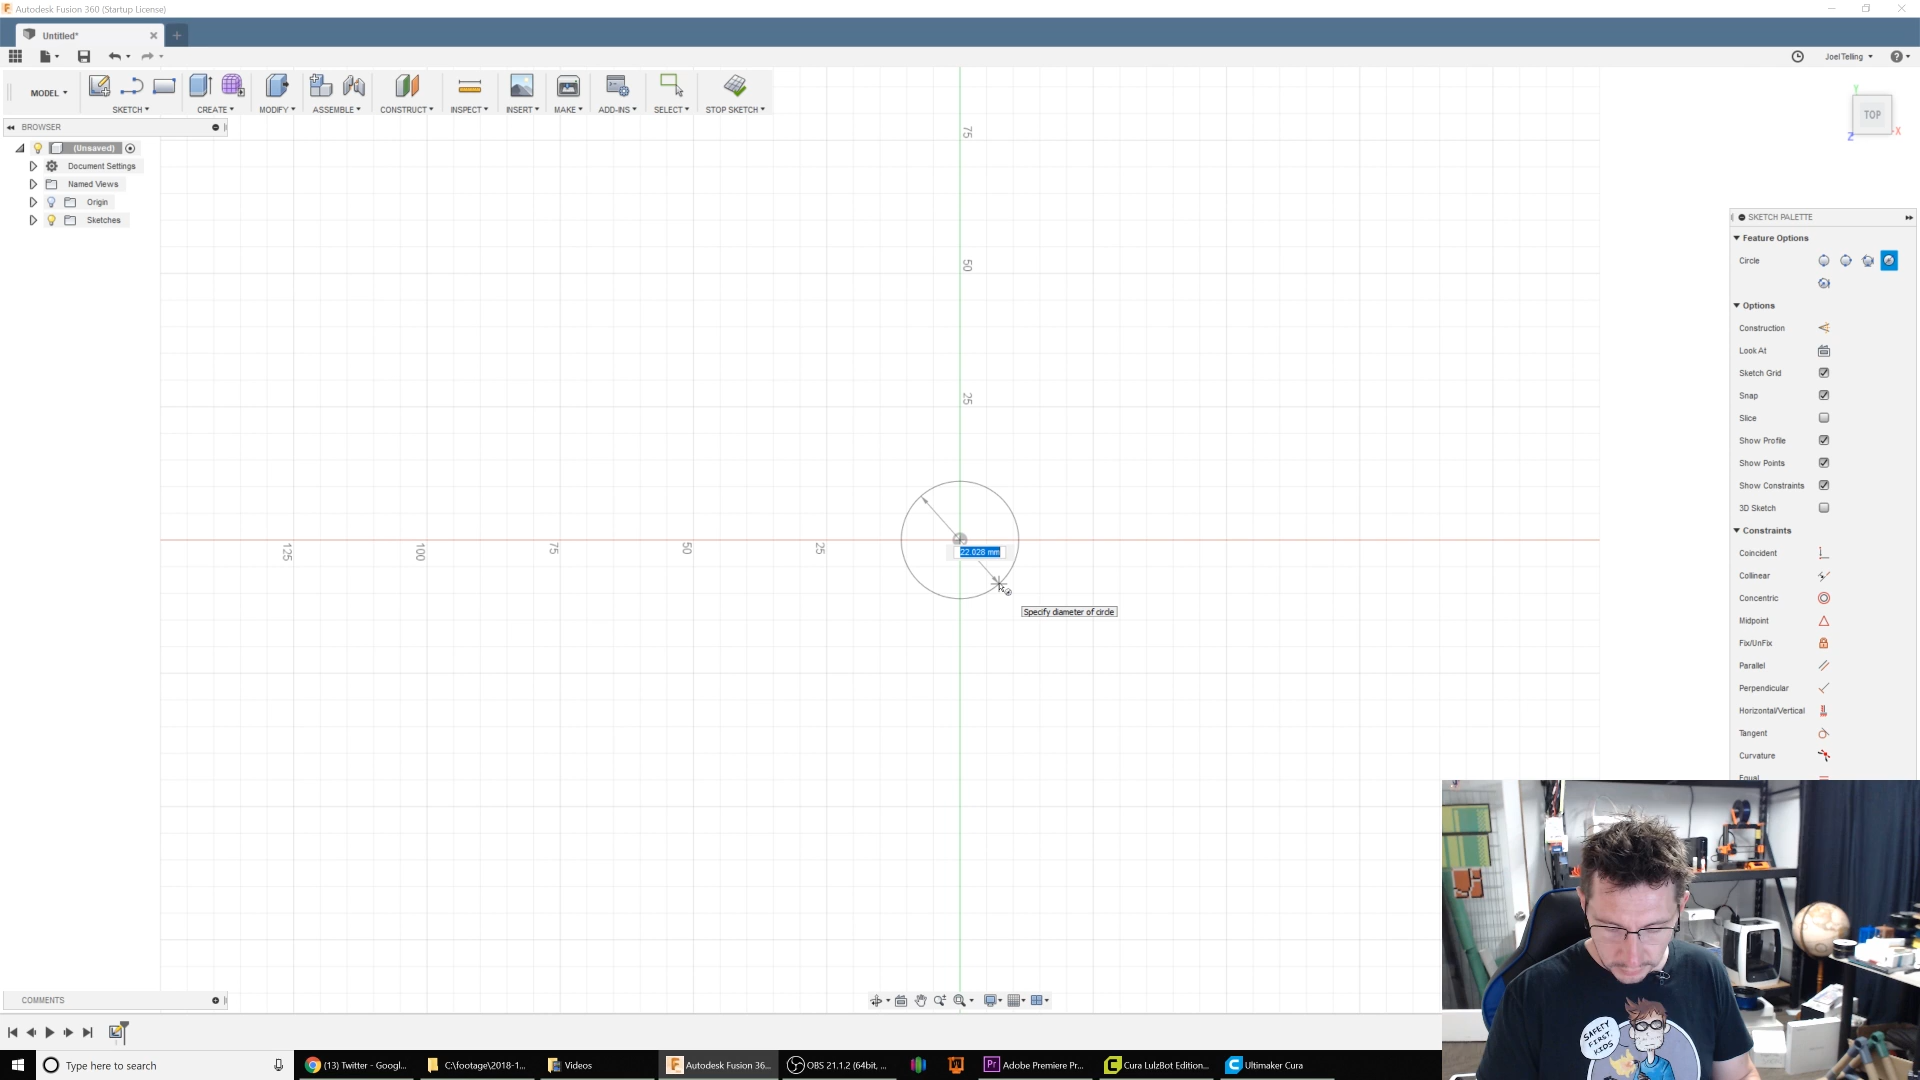 Autodesk Fusion 360 (Startup License)
Untitled*
Joel Telling
MODEL
SKETCH
CREATE
MODIFY
ASSEMBLE
CONSTRUCT
INSPECT
INSERT
MAKE
ADD-INS
SELECT
STOP SKETCH
BROWSER
(Unsaved)
Document Settings
Named Views
Origin
Sketches
75
50
25
125
100
75
50
25
22.028 mm
Specify diameter of circle
Y
TOP
X
Z
SKETCH PALETTE
Feature Options
Circle
Options
Construction
Look At
Sketch Grid
Snap
Slice
Show Profile
Show Points
Show Constraints
3D Sketch
Constraints
Coincident
Collinear
Concentric
Midpoint
Fix/UnFix
Parallel
Perpendicular
Horizontal/Vertical
Tangent
Curvature
Equal
SAFETY
FIRST,
KIDS
COMMENTS
Type here to search
(13) Twitter - Googl...
C:\footage\2018-1...
Videos
Autodesk Fusion 36...
OBS 21.1.2 (64bit, ...
Adobe Premiere Pr...
Cura LulzBot Edition...
Ultimaker Cura